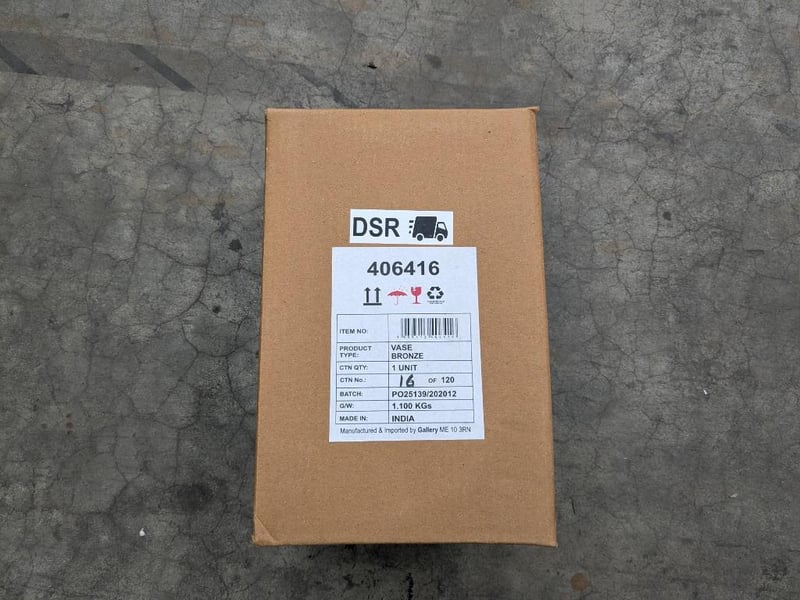 DSR
406416
ITEM NO:
PRODUCT TYPE: VASE BRONZE
CTN QTY: 1 UNIT
CTN No.: 16 OF 120
BATCH: PO25139/202012
G/W: 1.100 KGs
MADE IN: INDIA
Manufactured & Imported by Gallery ME 10 3RN